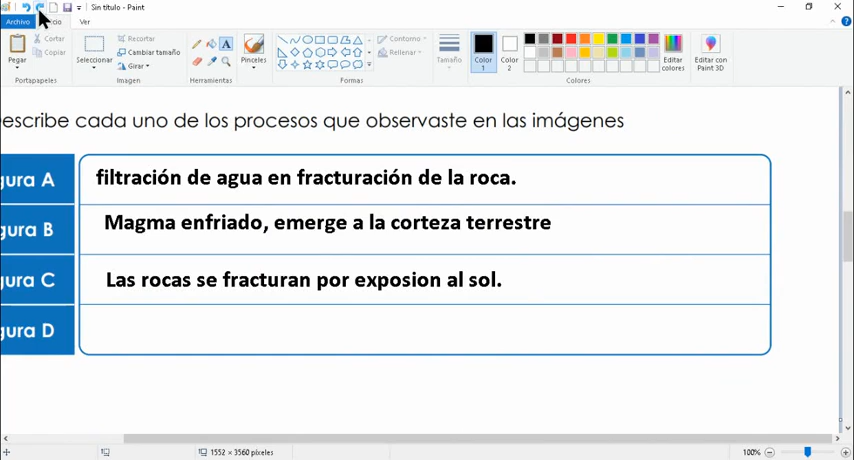 Sin título - Paint
Archivo Inicio Ver
Pegar
Cortar
Copiar
Portapapeles
Seleccionar
Recortar
Cambiar tamaño
Girar
Imagen
Herramientas
Pinceles
Contorno
Rellenar
Formas
Tamaño
Color 1
Color 2
Editar colores
Editar con Paint 3D
Colores
escribe cada uno de los procesos que observaste en las imágenes
gura A filtración de agua en fracturación de la roca.
gura B Magma enfriado, emerge a la corteza terrestre
gura C Las rocas se fracturan por exposion al sol.
gura D
1552 × 3560 píxeles 100%